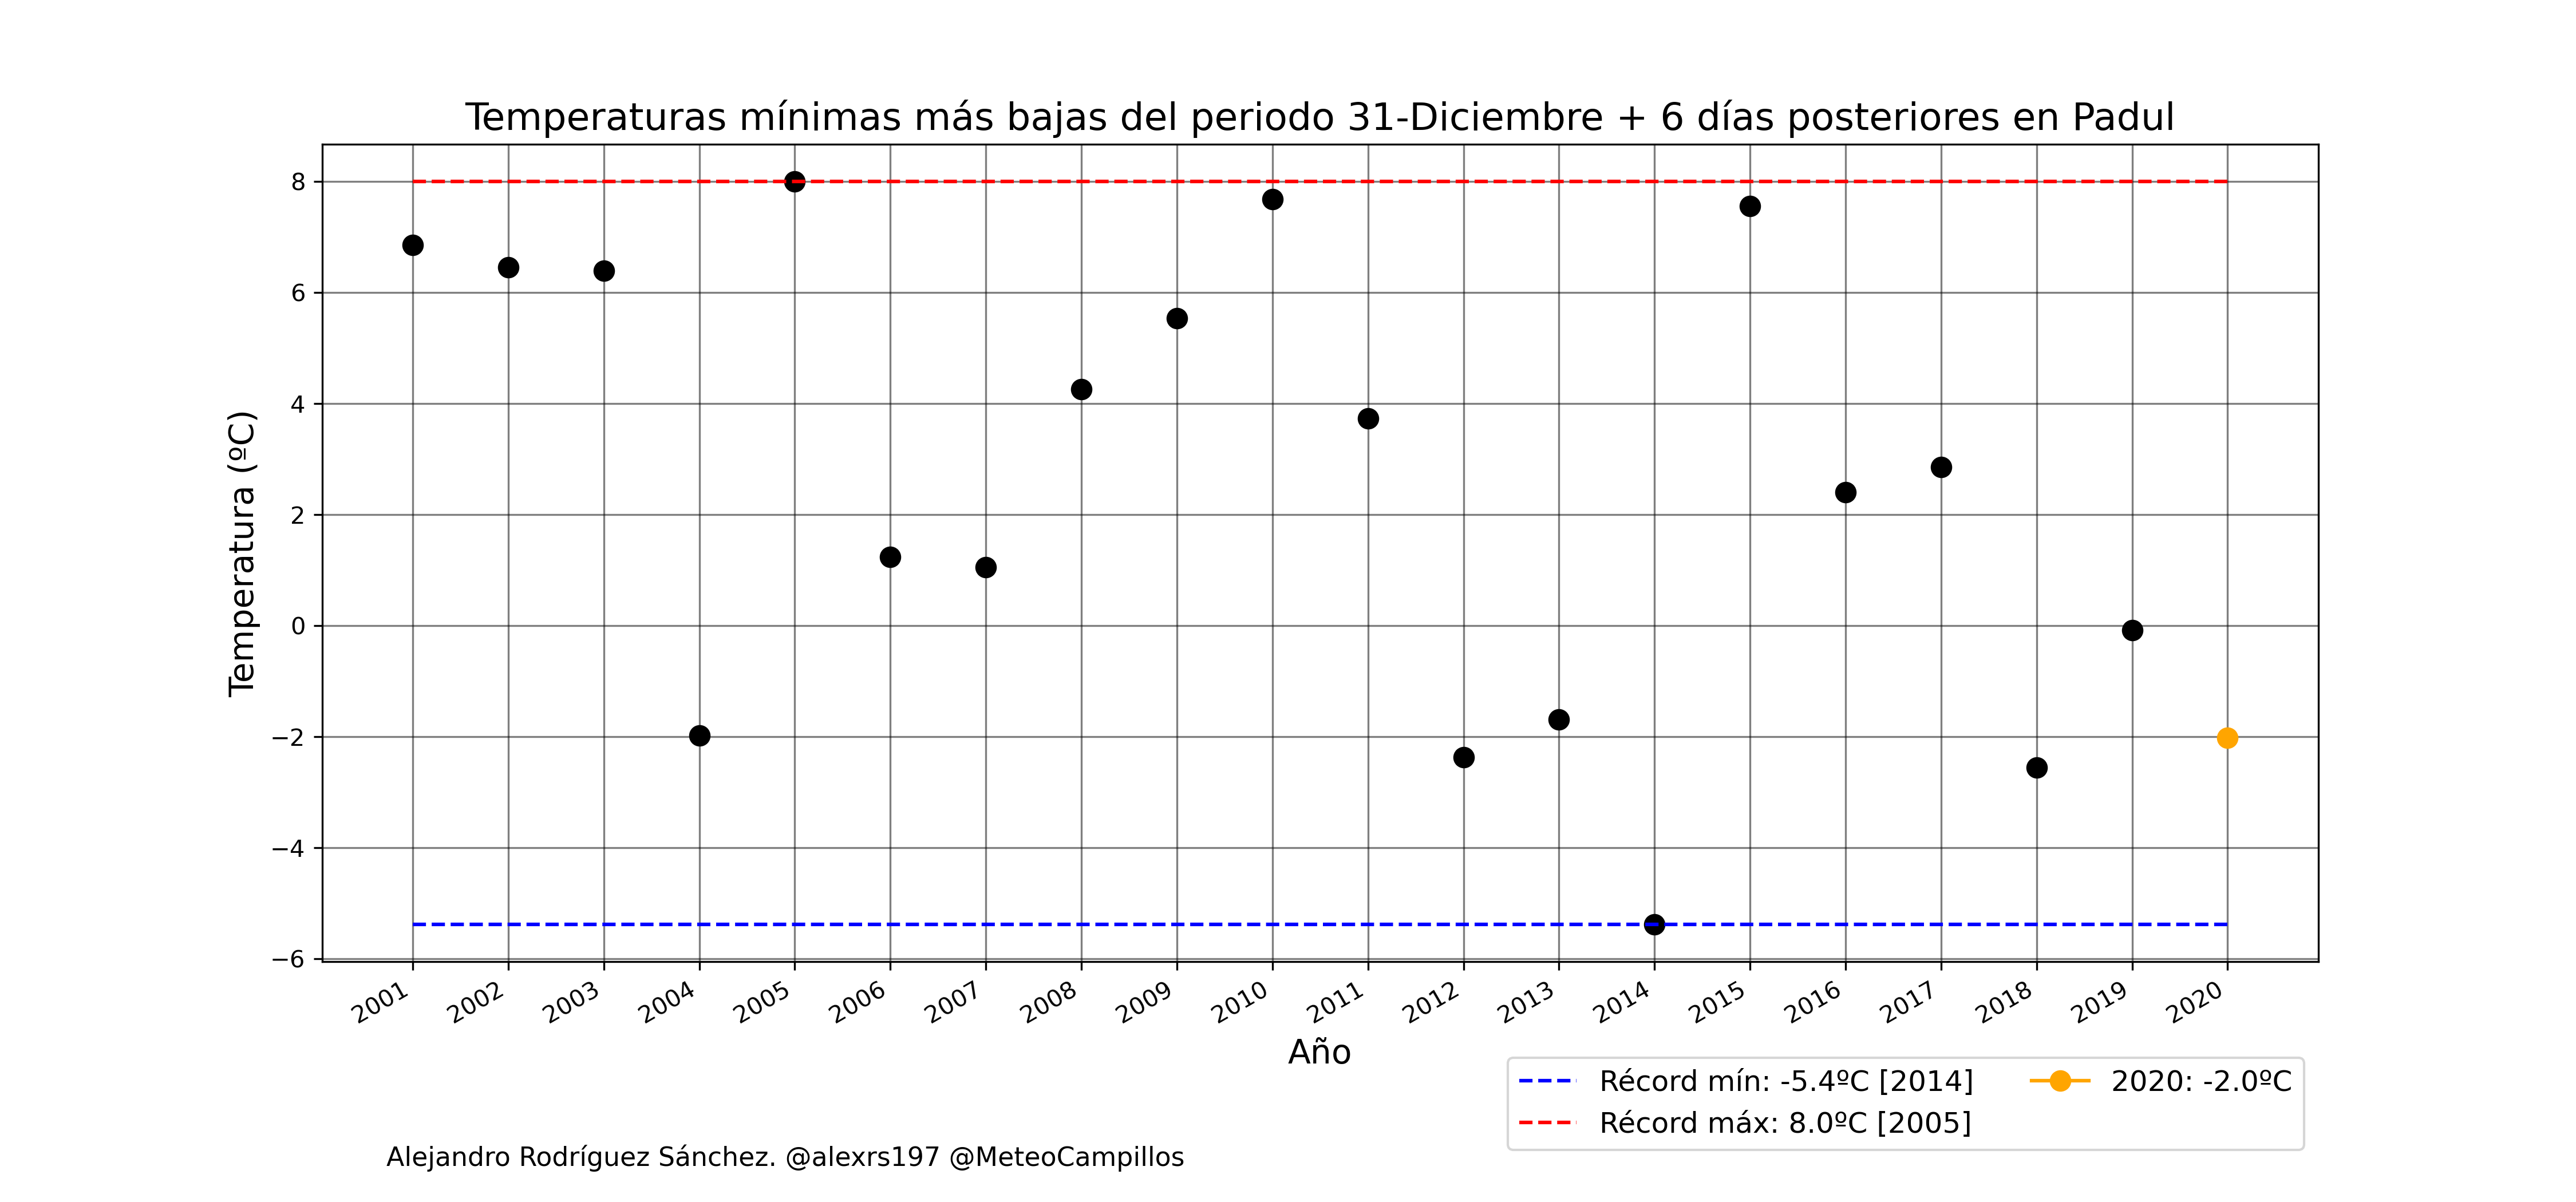 Temperaturas mínimas más bajas del periodo 31-Diciembre + 6 días posteriores en Padul
Temperatura (ºC)
8
6
4
2
0
−2
−4
−6
2001 2002 2003 2004 2005 2006 2007 2008 2009 2010 2011 2012 2013 2014 2015 2016 2017 2018 2019 2020
Año
Récord mín: -5.4ºC [2014]
Récord máx: 8.0ºC [2005]
2020: -2.0ºC
Alejandro Rodríguez Sánchez. @alexrs197 @MeteoCampillos